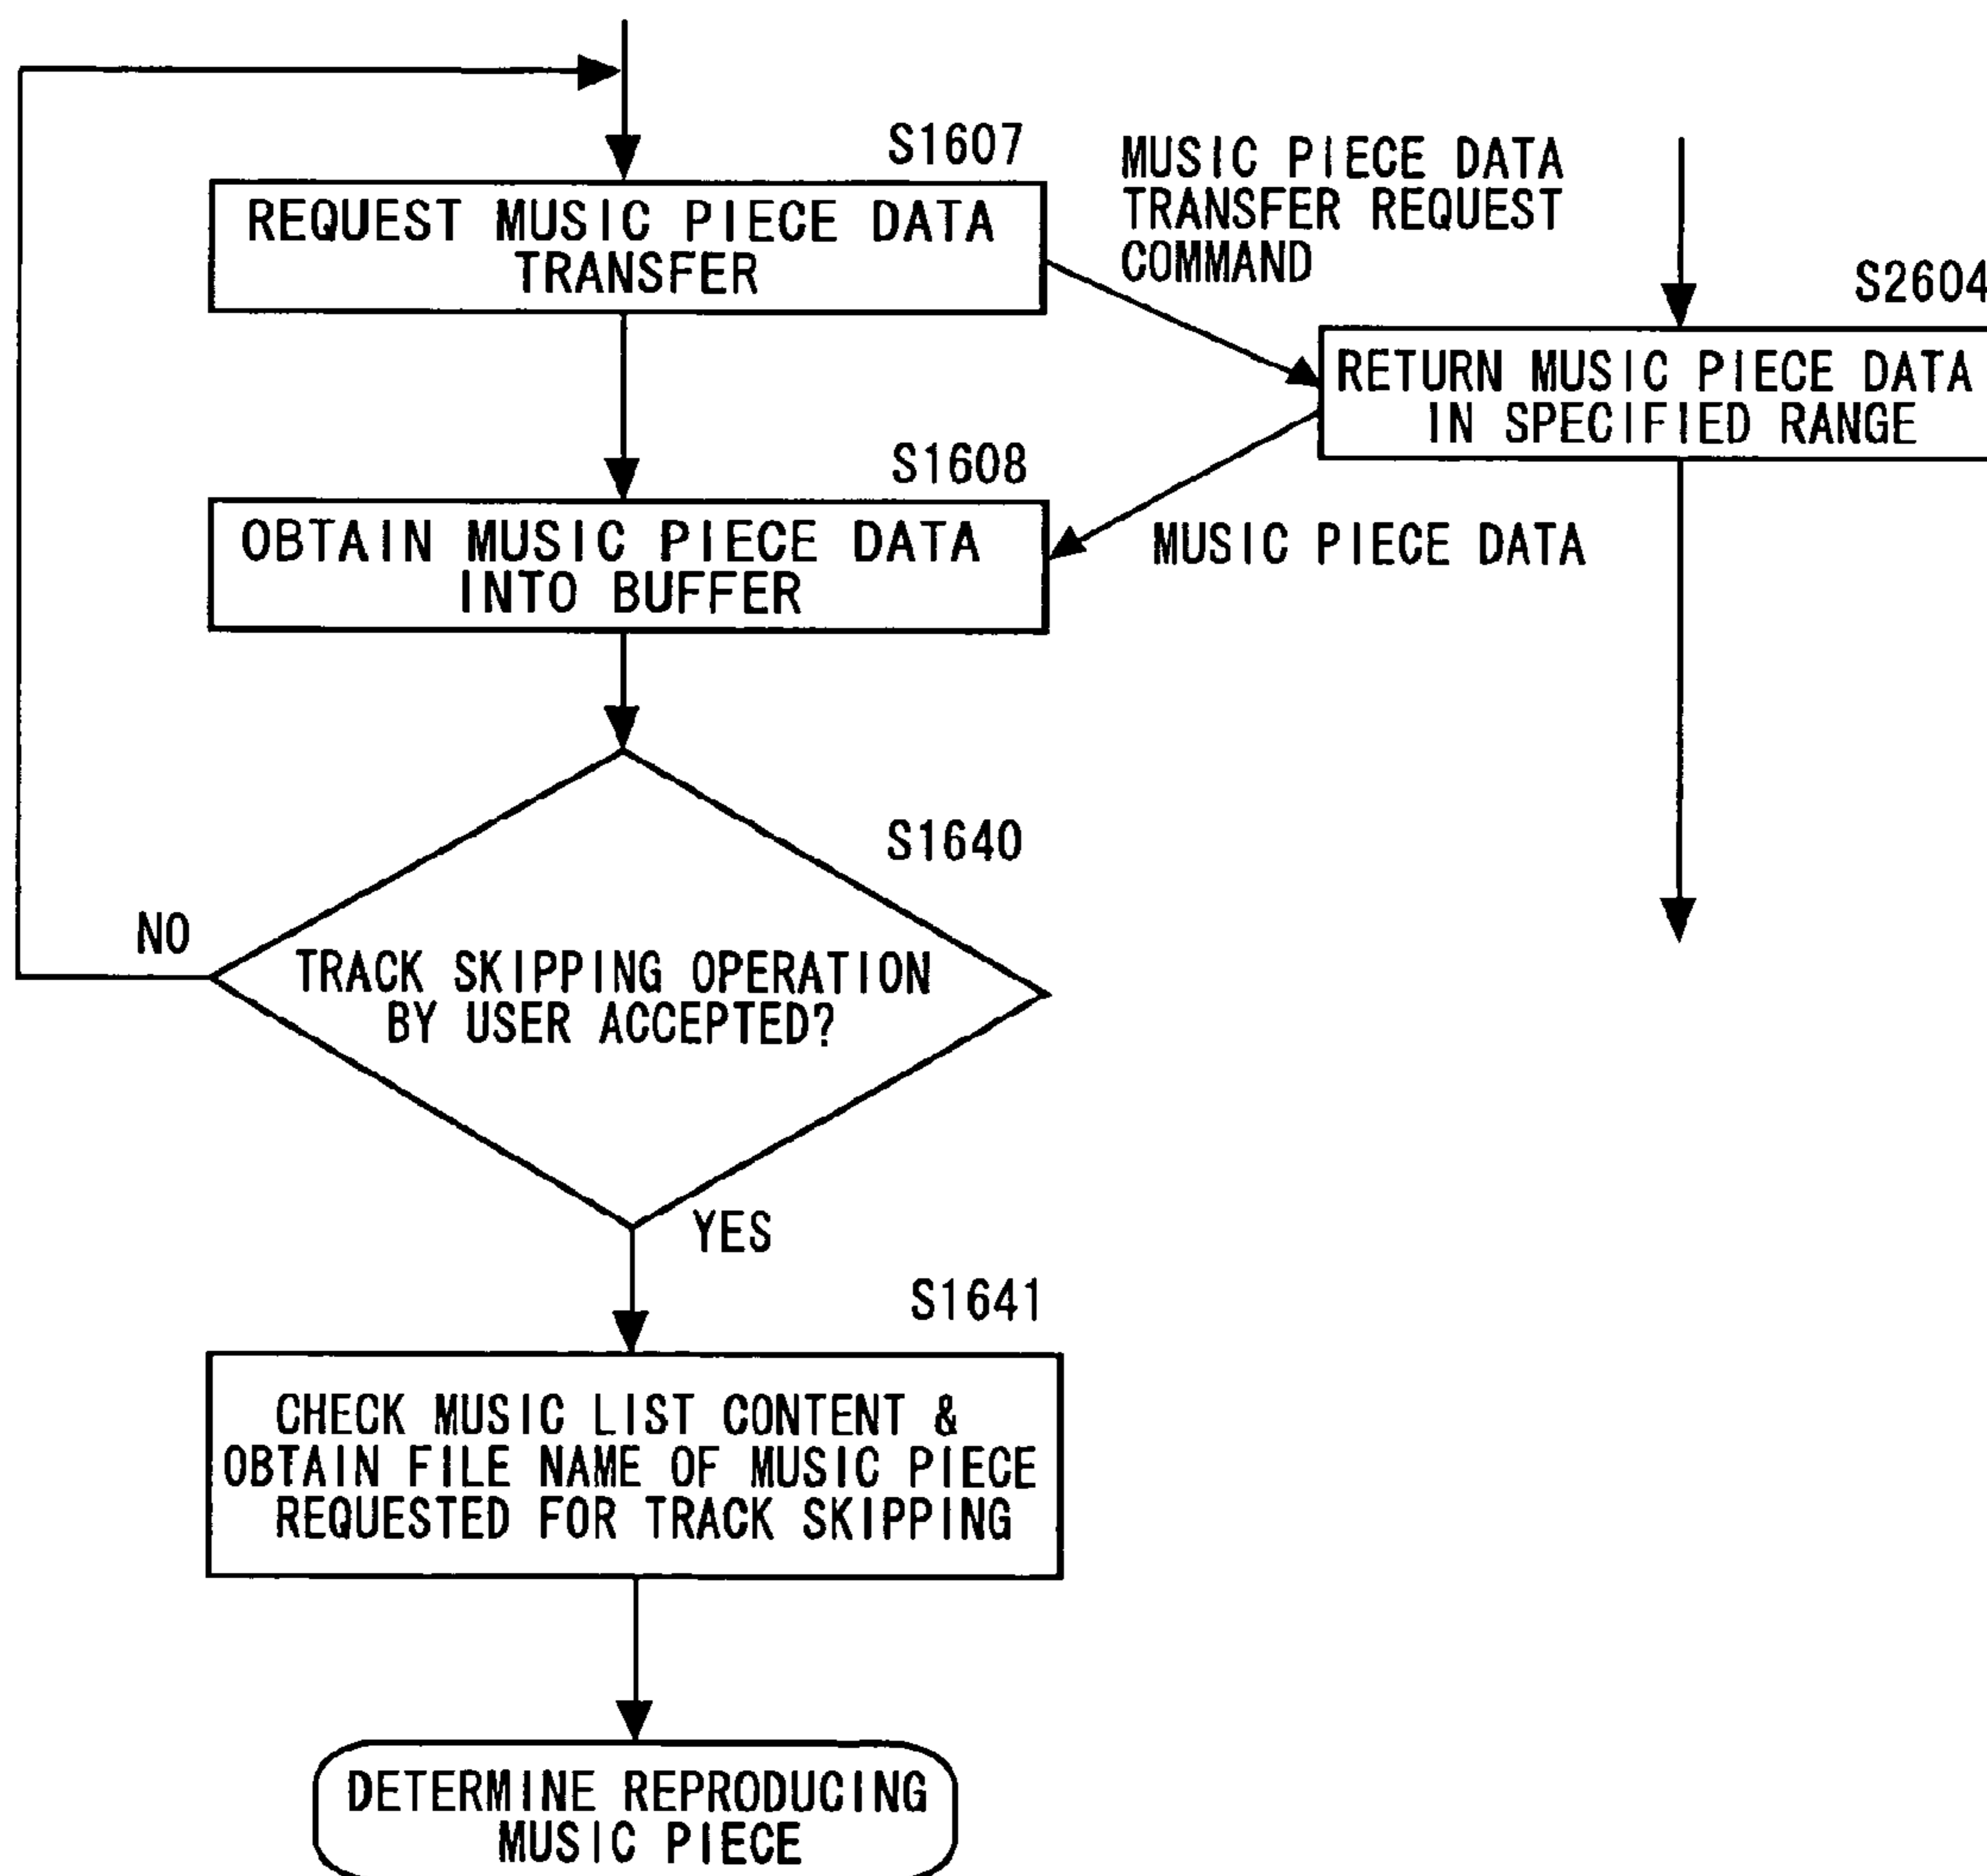 S1607
REQUEST MUSIC PIECE DATA
TRANSFER
MUSIC PIECE DATA
TRANSFER REQUEST
COMMAND
S2604
RETURN MUSIC PIECE DATA
IN SPECIFIED RANGE
S1608
OBTAIN MUSIC PIECE DATA
INTO BUFFER
MUSIC PIECE DATA
S1640
NO
TRACK SKIPPING OPERATION
BY USER ACCEPTED?
YES
S1641
CHECK MUSIC LIST CONTENT &
OBTAIN FILE NAME OF MUSIC PIECE
REQUESTED FOR TRACK SKIPPING
DETERMINE REPRODUCING
MUSIC PIECE